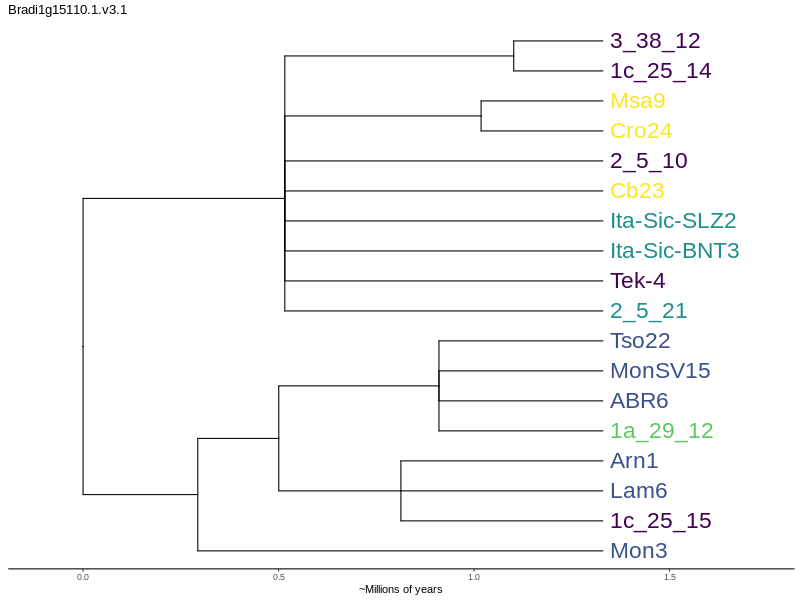 Bradi1g15110.1.v3.1
3_38_12
1c_25_14
Msa9
Cro24
2_5_10
Cb23
Ita-Sic-SLZ2
Ita-Sic-BNT3
Tek-4
2_5_21
Tso22
MonSV15
ABR6
1a_29_12
Arn1
Lam6
1c_25_15
Mon3
0.0 0.5 1.0 1.5
~Millions of years